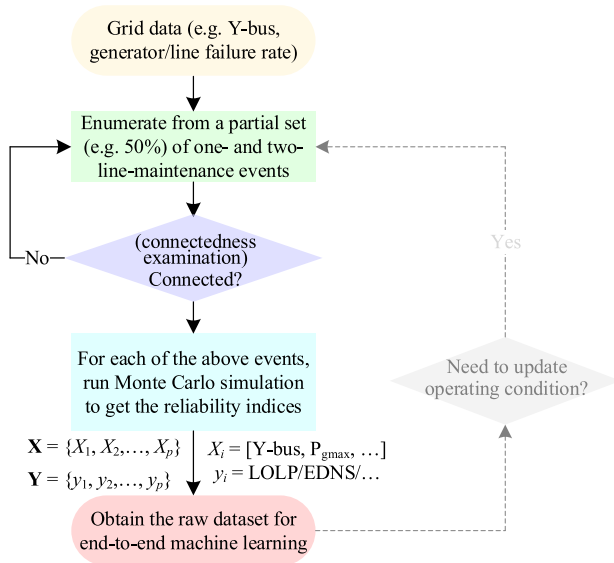 Grid data (e.g. Y-bus,
generator/line failure rate)
Enumerate from a partial set
(e.g. 50%) of one- and two-
line-maintenance events
(connectedness
examination)
Connected?
No
Yes
For each of the above events,
run Monte Carlo simulation
to get the reliability indices
Need to update
operating condition?
X = {X1, X2,…, Xp}
Xi = [Y-bus, Pgmax, …]
Y = {y1, y2,…, yp}
yi = LOLP/EDNS/…
Obtain the raw dataset for
end-to-end machine learning